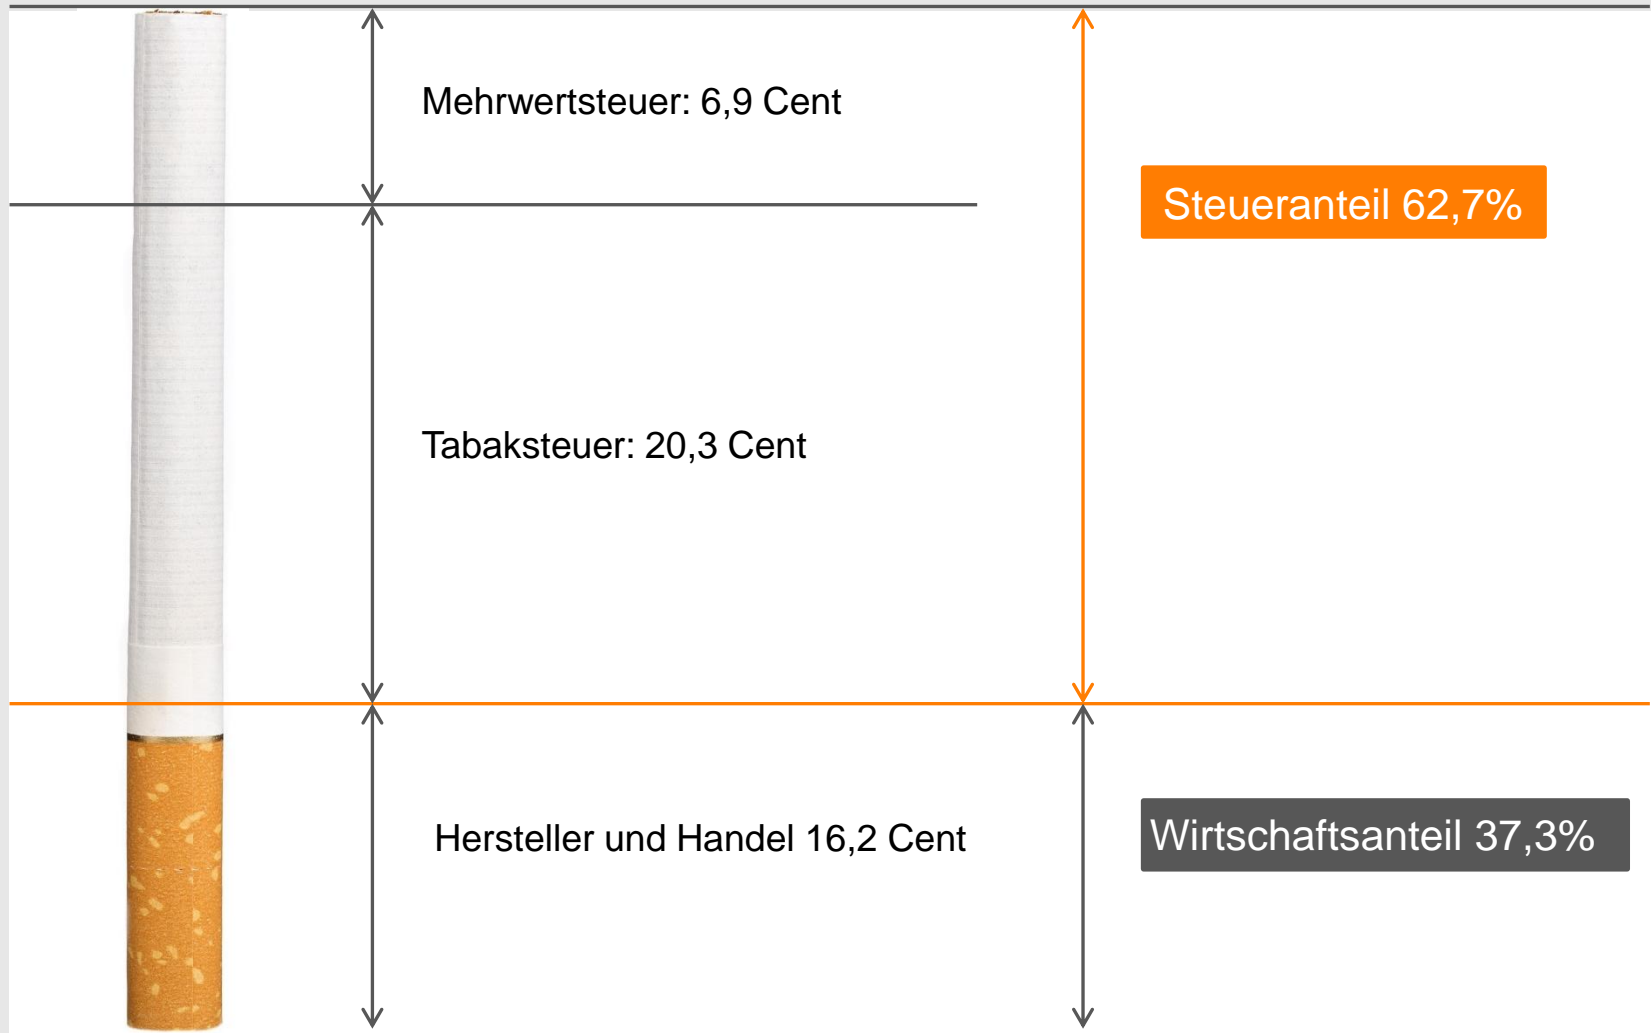 Mehrwertsteuer: 6,9 Cent
Steueranteil 62,7%
Tabaksteuer: 20,3 Cent
Hersteller und Handel 16,2 Cent
Wirtschaftsanteil 37,3%